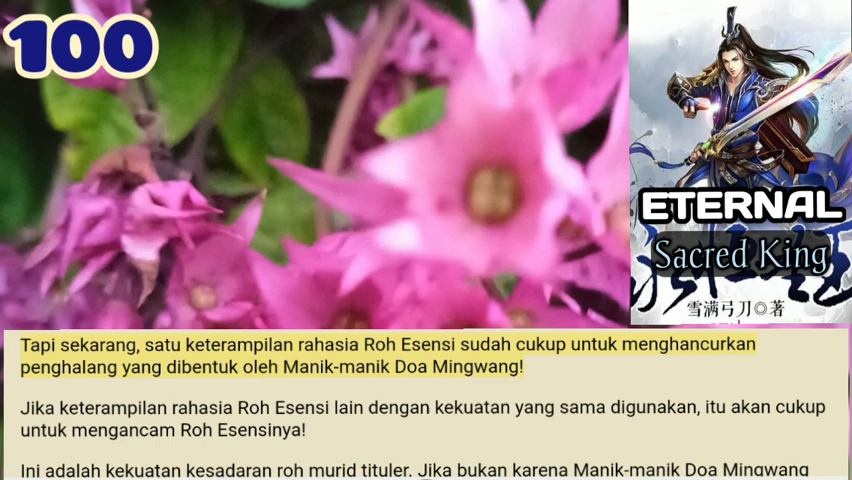 100
ETERNAL
Sacred King
雪满弓刀◎著
Tapi sekarang, satu keterampilan rahasia Roh Esensi sudah cukup untuk menghancurkan
penghalang yang dibentuk oleh Manik-manik Doa Mingwang!
Jika keterampilan rahasia Roh Esensi lain dengan kekuatan yang sama digunakan, itu akan cukup
untuk mengancam Roh Esensinya!
Ini adalah kekuatan kesadaran roh murid tituler. Jika bukan karena Manik-manik Doa Mingwang